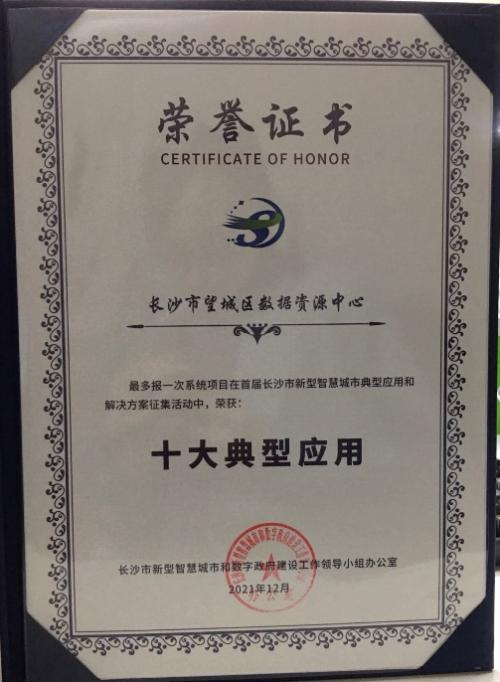 荣誉证书
CERTIFICATE OF HONOR
长沙市望城区数据资源中心
最多报一次系统项目在首届长沙市新型智慧城市典型应用和
解决方案征集活动中，荣获：
十大典型应用
长沙市新型智慧城市和数字政府建设工作领导小组办公室
2021年12月